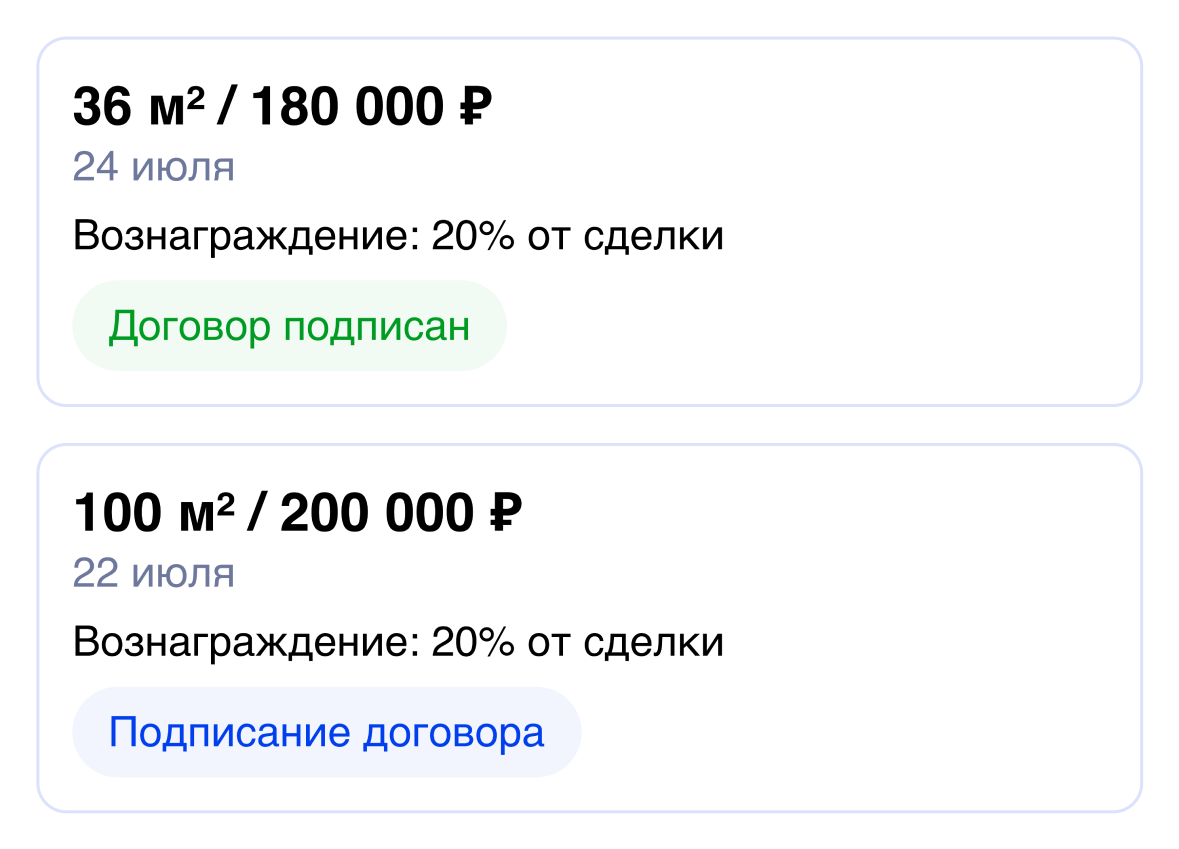 36 м² / 180 000 ₽
24 июля
Вознаграждение: 20% от сделки
Договор подписан
100 м² / 200 000 ₽
22 июля
Вознаграждение: 20% от сделки
Подписание договора